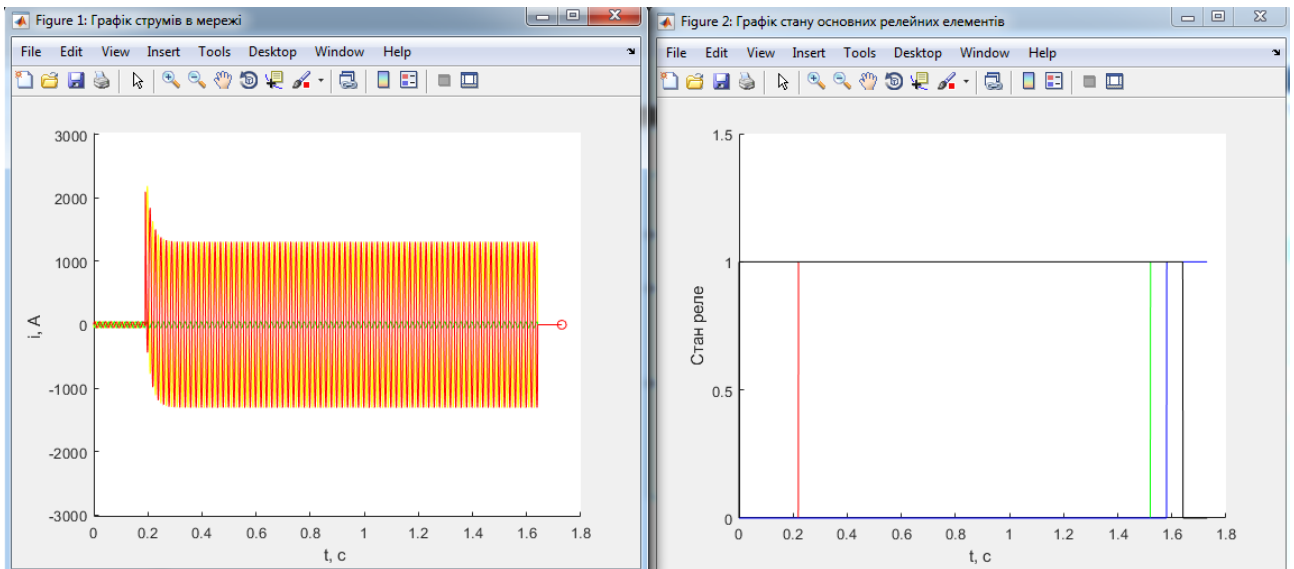 Figure 1: Графік струмів в мережі
File Edit View Insert Tools Desktop Window Help
3000
2000
1000
0
-1000
-2000
-3000
i, A
0 0.2 0.4 0.6 0.8 1 1.2 1.4 1.6 1.8
t, c
Figure 2: Графік стану основних релейних елементів
File Edit View Insert Tools Desktop Window Help
1.5
1
0.5
0
Стан реле
0 0.2 0.4 0.6 0.8 1 1.2 1.4 1.6 1.8
t, c